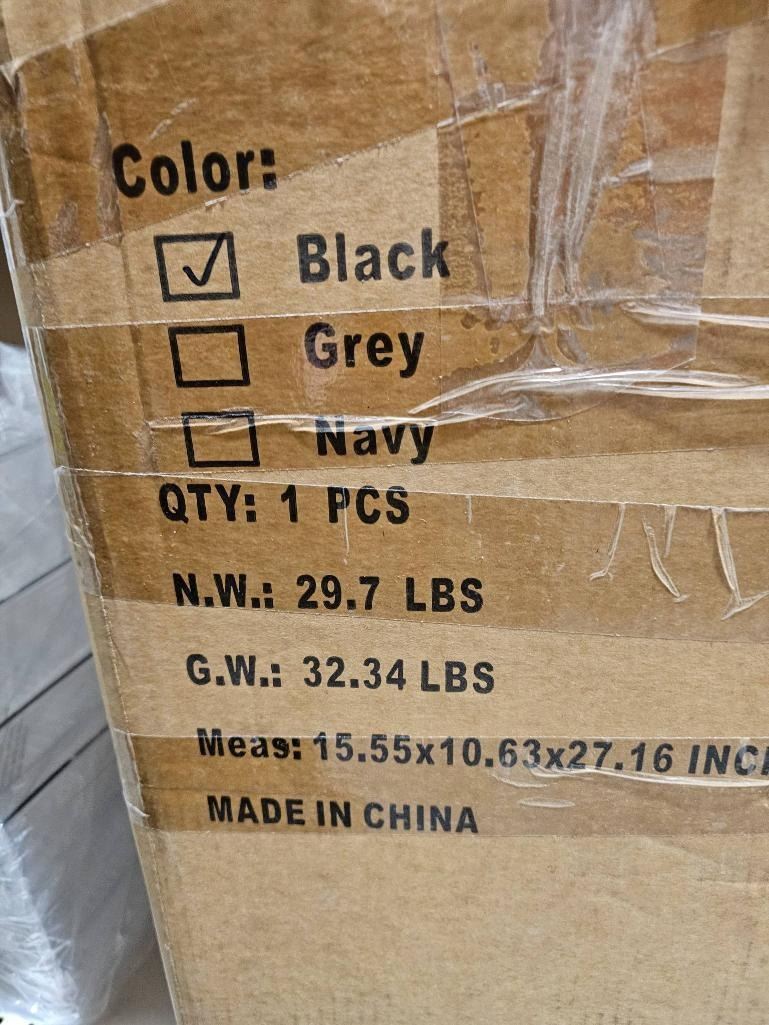 Color:
Black
Grey
Navy
QTY: 1 PCS
N.W.: 29.7 LBS
G.W.: 32.34 LBS
Meas: 15.55x10.63x27.16 INC
MADE IN CHINA